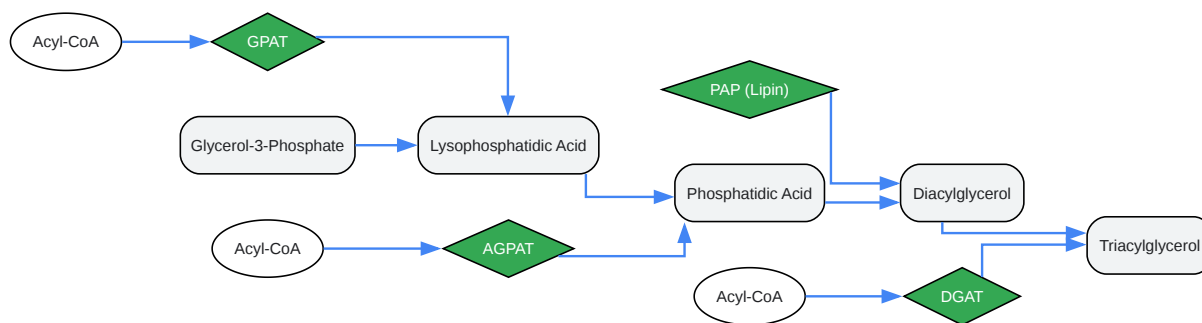 Acyl-CoA
GPAT
PAP (Lipin)
Glycerol-3-Phosphate
Lysophosphatidic Acid
Phosphatidic Acid
Diacylglycerol
Acyl-CoA
AGPAT
Triacylglycerol
Acyl-CoA
DGAT